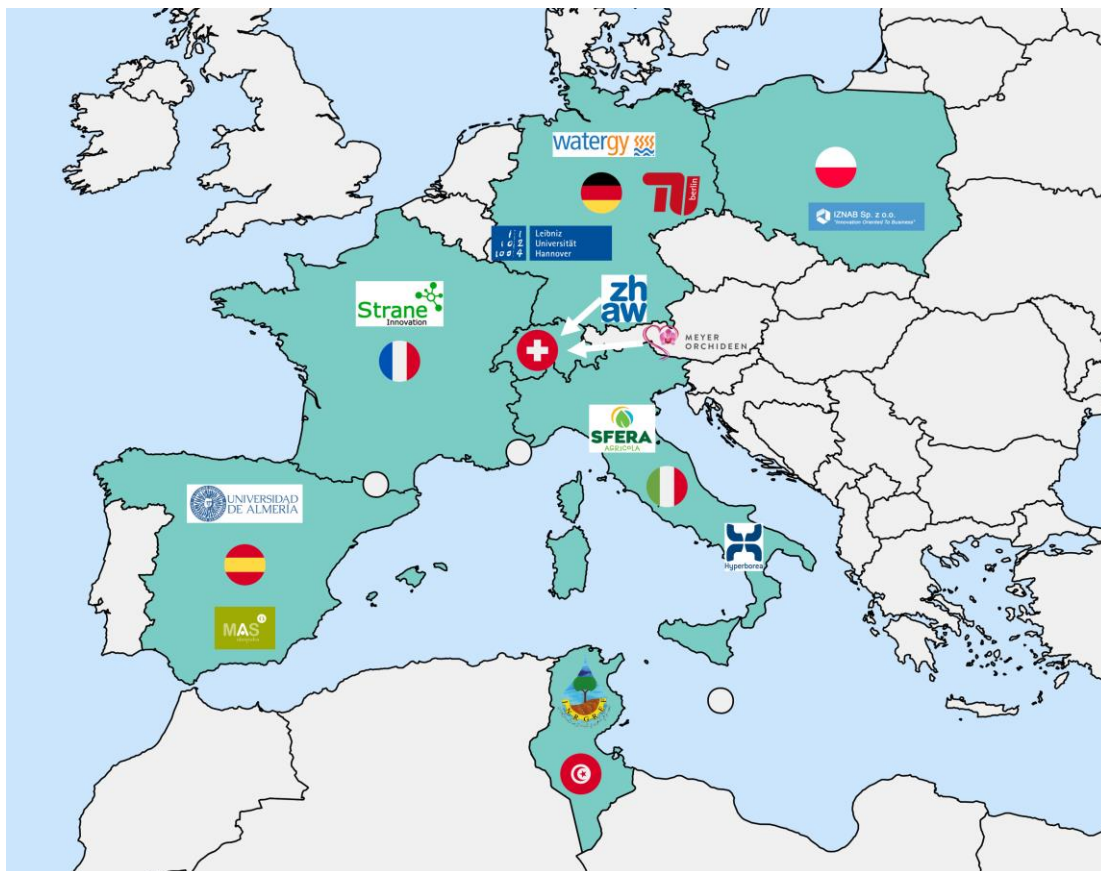 watergy
berlin
IZNAB Sp. z o.o.
"Innovation Oriented To Business"
Leibniz
Universität
Hannover
zh
aw
Strane
Innovation
MEYER
ORCHIDEEN
SFERA
AGRICOLA
UNIVERSIDAD
DE ALMERÍA
Hyperborea
MAS